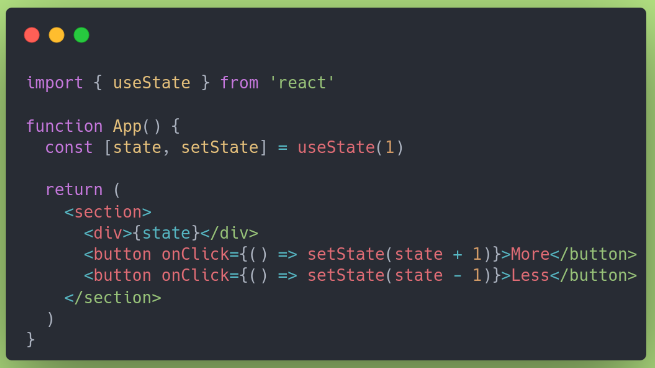 import { useState } from 'react'
function App() {
const [state, setState] = useState(1)
return (
<section>
<div>{state}</div>
<button onClick={() => setState(state + 1)}>More</button>
<button onClick={() => setState(state - 1)}>Less</button>
</section>
)
}